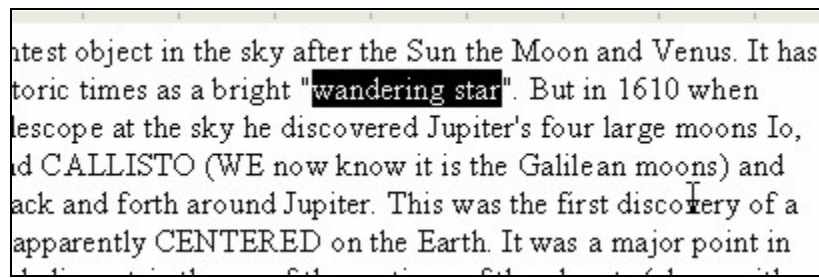 ntest object in the sky after the Sun the Moon and Venus. It has
toric times as a bright "wandering star". But in 1610 when
lescope at the sky he discovered Jupiter's four large moons Io,
nd CALLISTO (WE now know it is the Galilean moons) and
ack and forth around Jupiter. This was the first discovery of a
apparently CENTERED on the Earth. It was a major point in